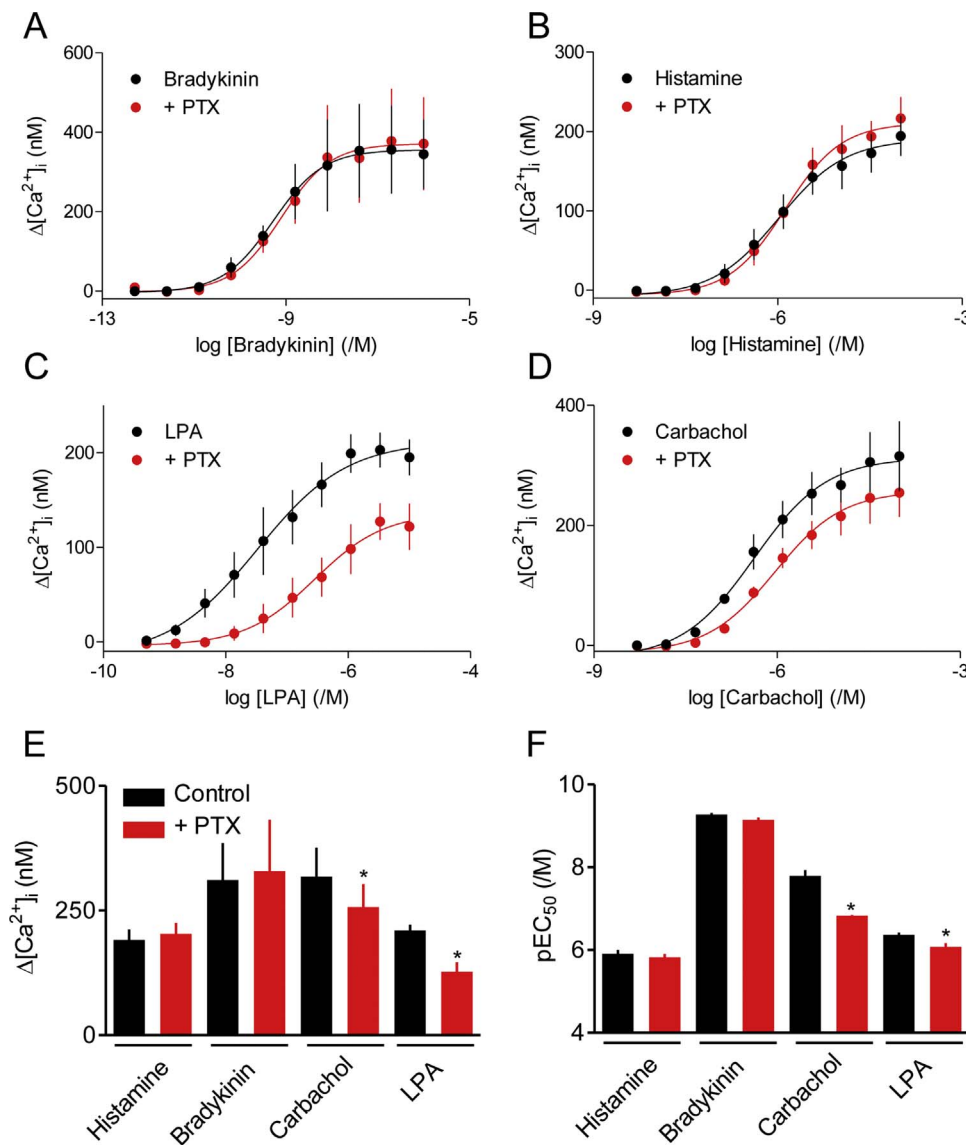 A
600
400
200
0
Δ[Ca²⁺]ᵢ (nM)
Bradykinin
+ PTX
-13
-9
-5
log [Bradykinin] (/M)
B
300
200
100
0
Δ[Ca²⁺]ᵢ (nM)
Histamine
+ PTX
-9
-6
-3
log [Histamine] (/M)
C
200
100
0
Δ[Ca²⁺]ᵢ (nM)
LPA
+ PTX
-10
-8
-6
-4
log [LPA] (/M)
D
400
200
0
Δ[Ca²⁺]ᵢ (nM)
Carbachol
+ PTX
-9
-6
-3
log [Carbachol] (/M)
E
500
250
0
Δ[Ca²⁺]ᵢ (nM)
Control
+ PTX
*
*
Histamine
Bradykinin
Carbachol
LPA
F
10
8
6
4
pEC₅₀ (/M)
*
*
Histamine
Bradykinin
Carbachol
LPA